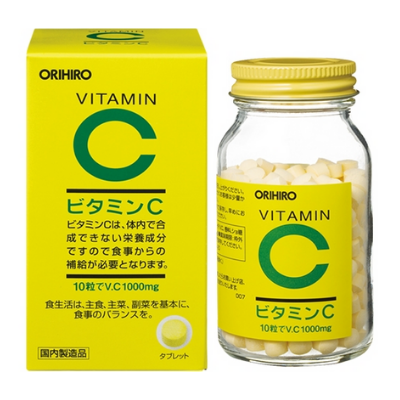 ORIHIRO
VITAMIN
C
ビタミンC
ビタミンCは、体内で合
成できない栄養成分
ですので食事からの
補給が必要となります。
10粒でV.C1000mg
食生活は、主食、主菜、副菜を基本に、
食事のバランスを。
国内製造品
タブレット
ORIHIRO
VITAMIN
C
ビタミンC
10粒でV.C1000mg
007